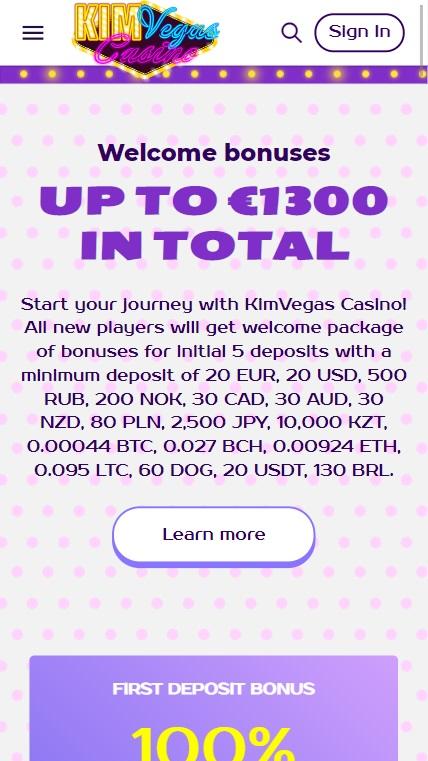 KIM Vegas
Casino
Sign In
Welcome bonuses
UP TO €1300
IN TOTAL
Start your journey with KimVegas Casino!
All new players will get welcome package
of bonuses for initial 5 deposits with a
minimum deposit of 20 EUR, 20 USD, 500
RUB, 200 NOK, 30 CAD, 30 AUD, 30
NZD, 80 PLN, 2,500 JPY, 10,000 KZT,
0.00044 BTC, 0.027 BCH, 0.00924 ETH,
0.095 LTC, 60 DOG, 20 USDT, 130 BRL.
Learn more
FIRST DEPOSIT BONUS
100%